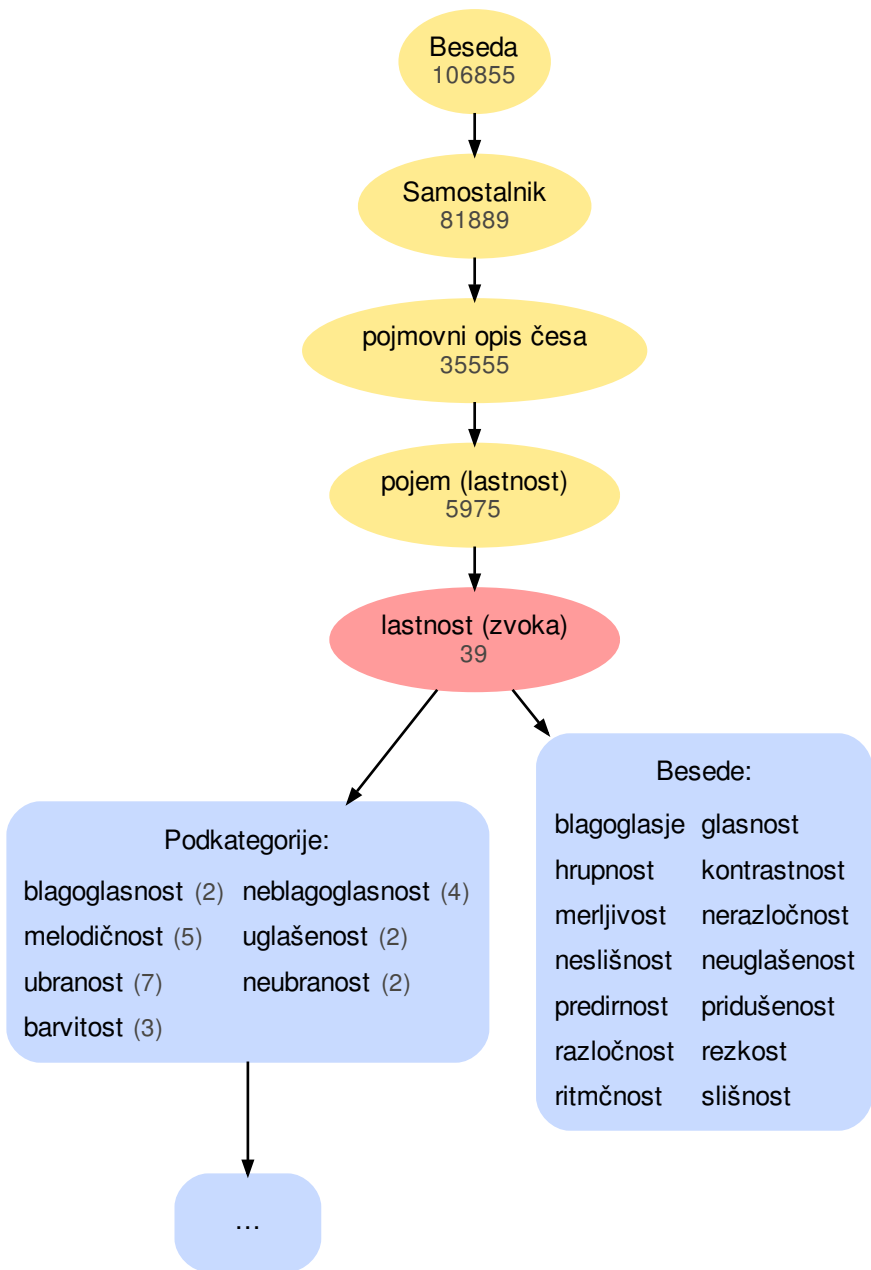 Beseda
106855
Samostalnik
81889
pojmovni opis česa
35555
pojem (lastnost)
5975
lastnost (zvoka)
39
Podkategorije:
blagoglasnost (2) neblagoglasnost (4)
melodičnost (5) uglašenost (2)
ubranost (7) neubranost (2)
barvitost (3)
...
Besede:
blagoglasje glasnost
hrupnost kontrastnost
merljivost nerazločnost
neslišnost neuglašenost
predirnost pridušenost
razločnost rezkost
ritmčnost slišnost